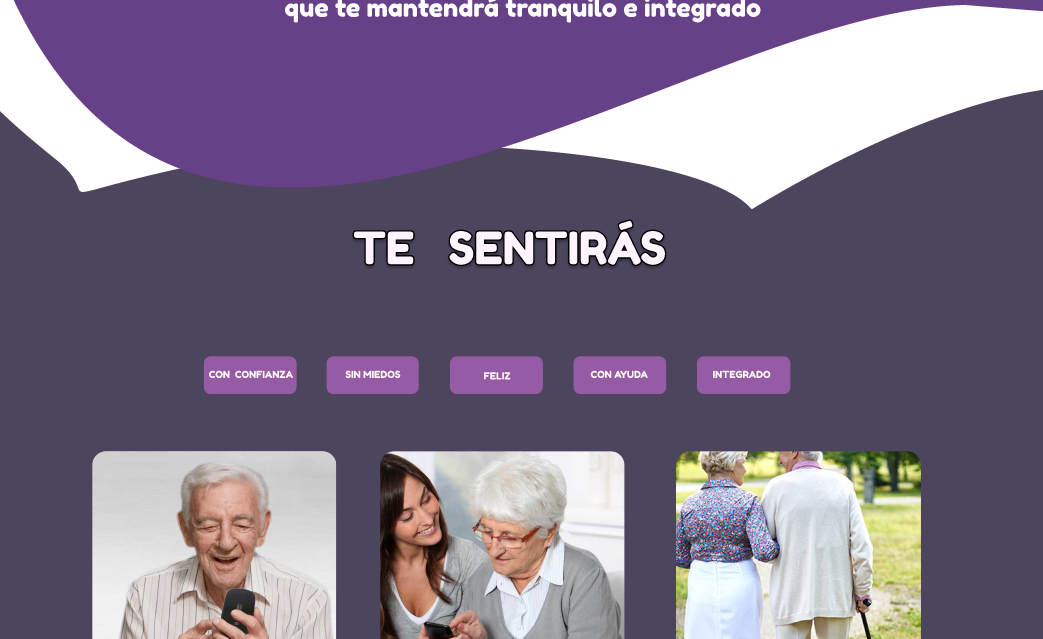 que te mantendrá tranquilo e integrado
TE SENTIRÁS
CON CONFIANZA
SIN MIEDOS
FELIZ
CON AYUDA
INTEGRADO